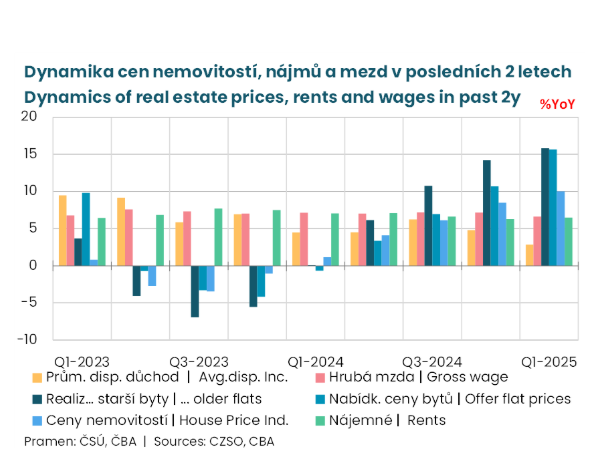 Dynamika cen nemovitostí, nájmů a mezd v posledních 2 letech
Dynamics of real estate prices, rents and wages in past 2y
%YoY
20
15
10
5
0
−5
−10
Q1-2023 Q3-2023 Q1-2024 Q3-2024 Q1-2025
Prům. disp. důchod | Avg.disp. Inc. Hrubá mzda | Gross wage
Realiz... starší byty | ... older flats Nabídk. ceny bytů | Offer flat prices
Ceny nemovitostí | House Price Ind. Nájemné | Rents
Pramen: ČSÚ, ČBA | Sources: CZSO, CBA